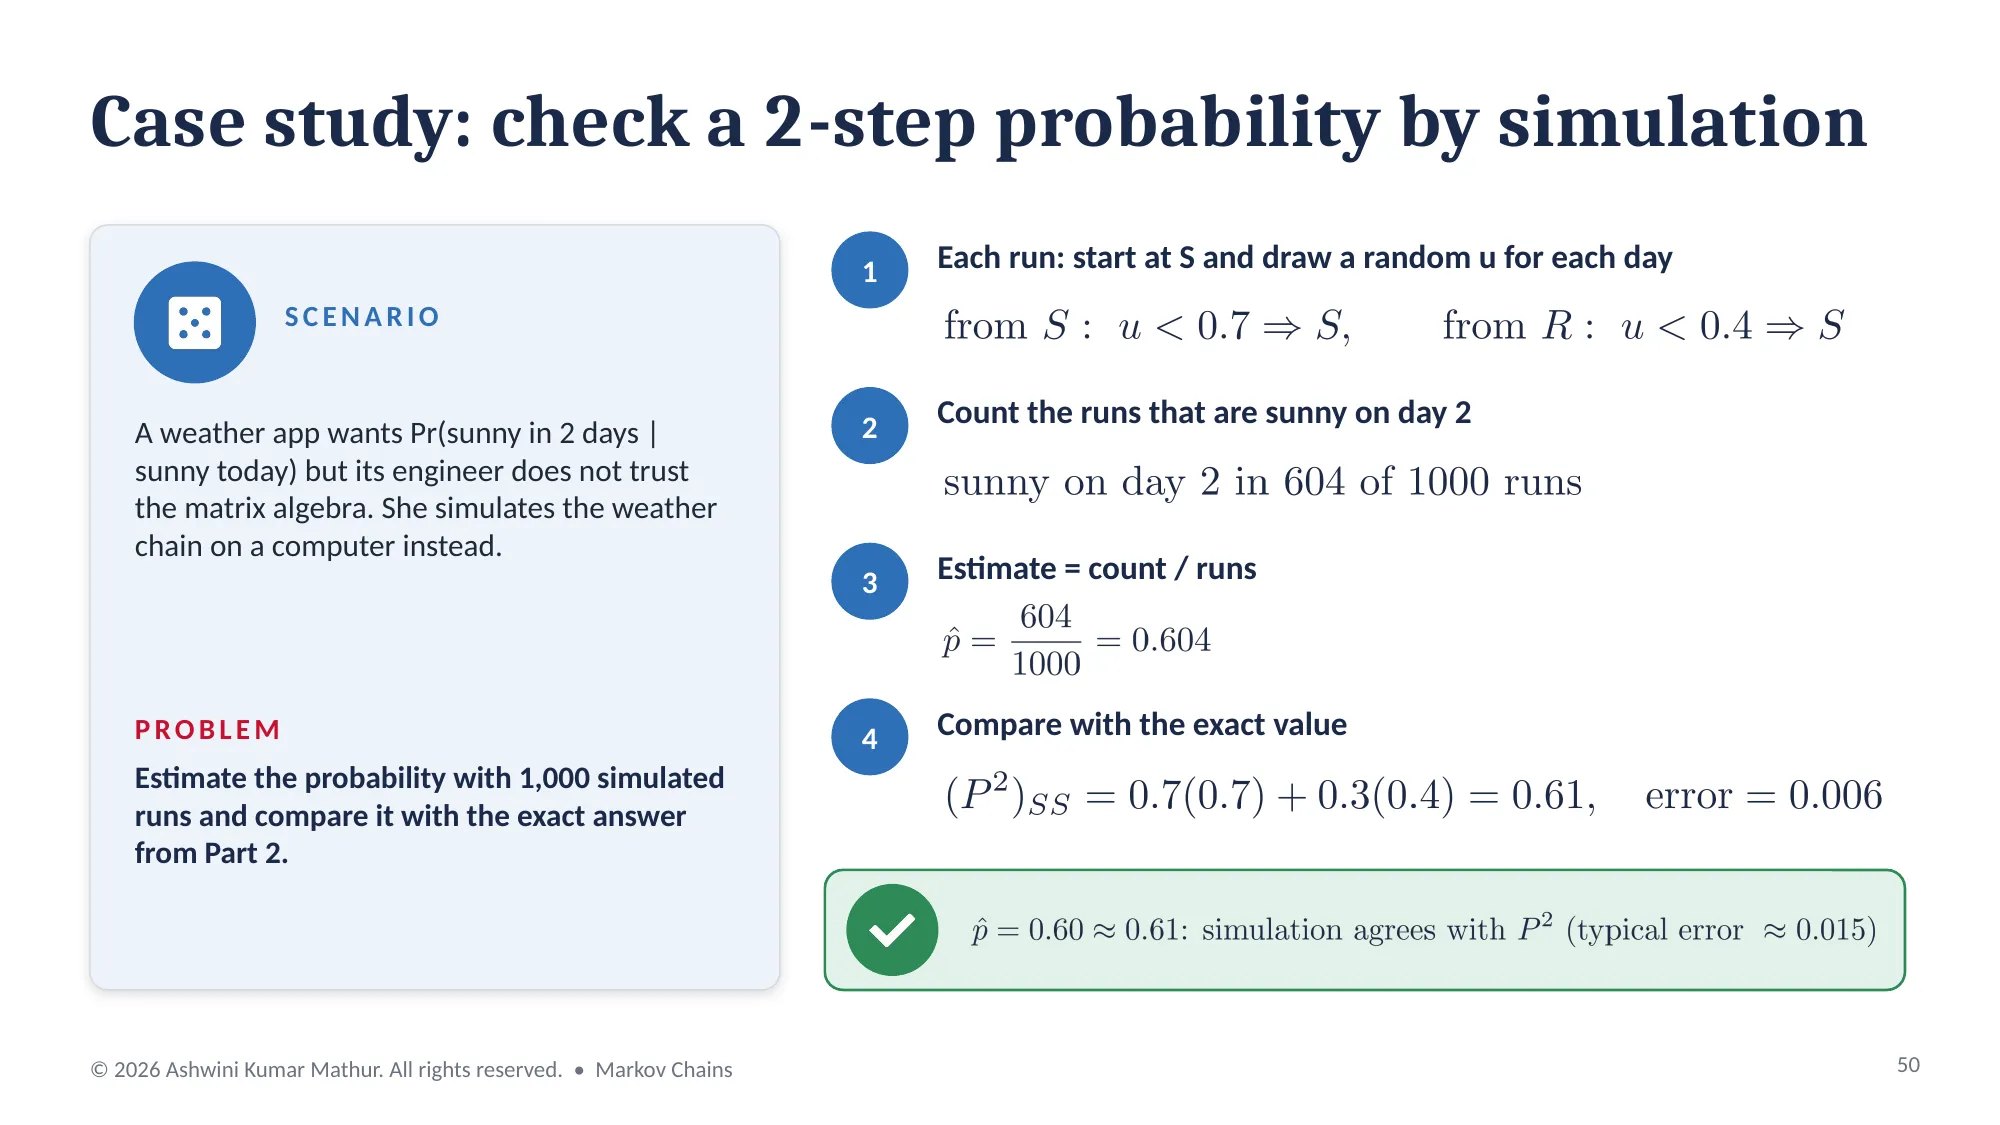 Case study: check a 2-step probability by simulation
SCENARIO
A weather app wants Pr(sunny in 2 days |
sunny today) but its engineer does not trust
the matrix algebra. She simulates the weather
chain on a computer instead.
PROBLEM
Estimate the probability with 1,000 simulated
runs and compare it with the exact answer
from Part 2.
1
Each run: start at S and draw a random u for each day
from S : u < 0.7 ⇒ S, from R : u < 0.4 ⇒ S
2
Count the runs that are sunny on day 2
sunny on day 2 in 604 of 1000 runs
3
Estimate = count / runs
p̂ = 604/1000 = 0.604
4
Compare with the exact value
(P²)SS = 0.7(0.7) + 0.3(0.4) = 0.61, error = 0.006
p̂ = 0.60 ≈ 0.61: simulation agrees with P² (typical error ≈ 0.015)
© 2026 Ashwini Kumar Mathur. All rights reserved. • Markov Chains
50